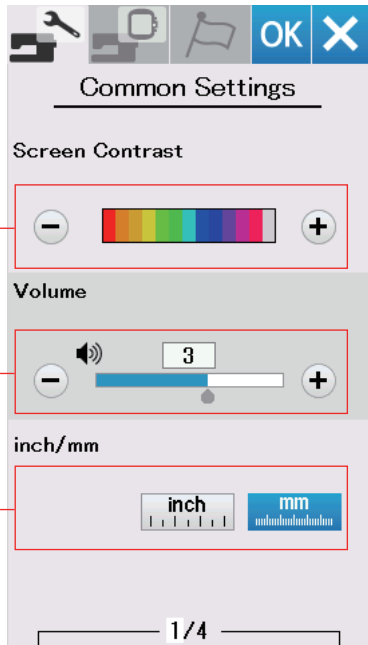 OK
Common Settings
Screen Contrast
Volume
3
inch/mm
inch
mm
1/4